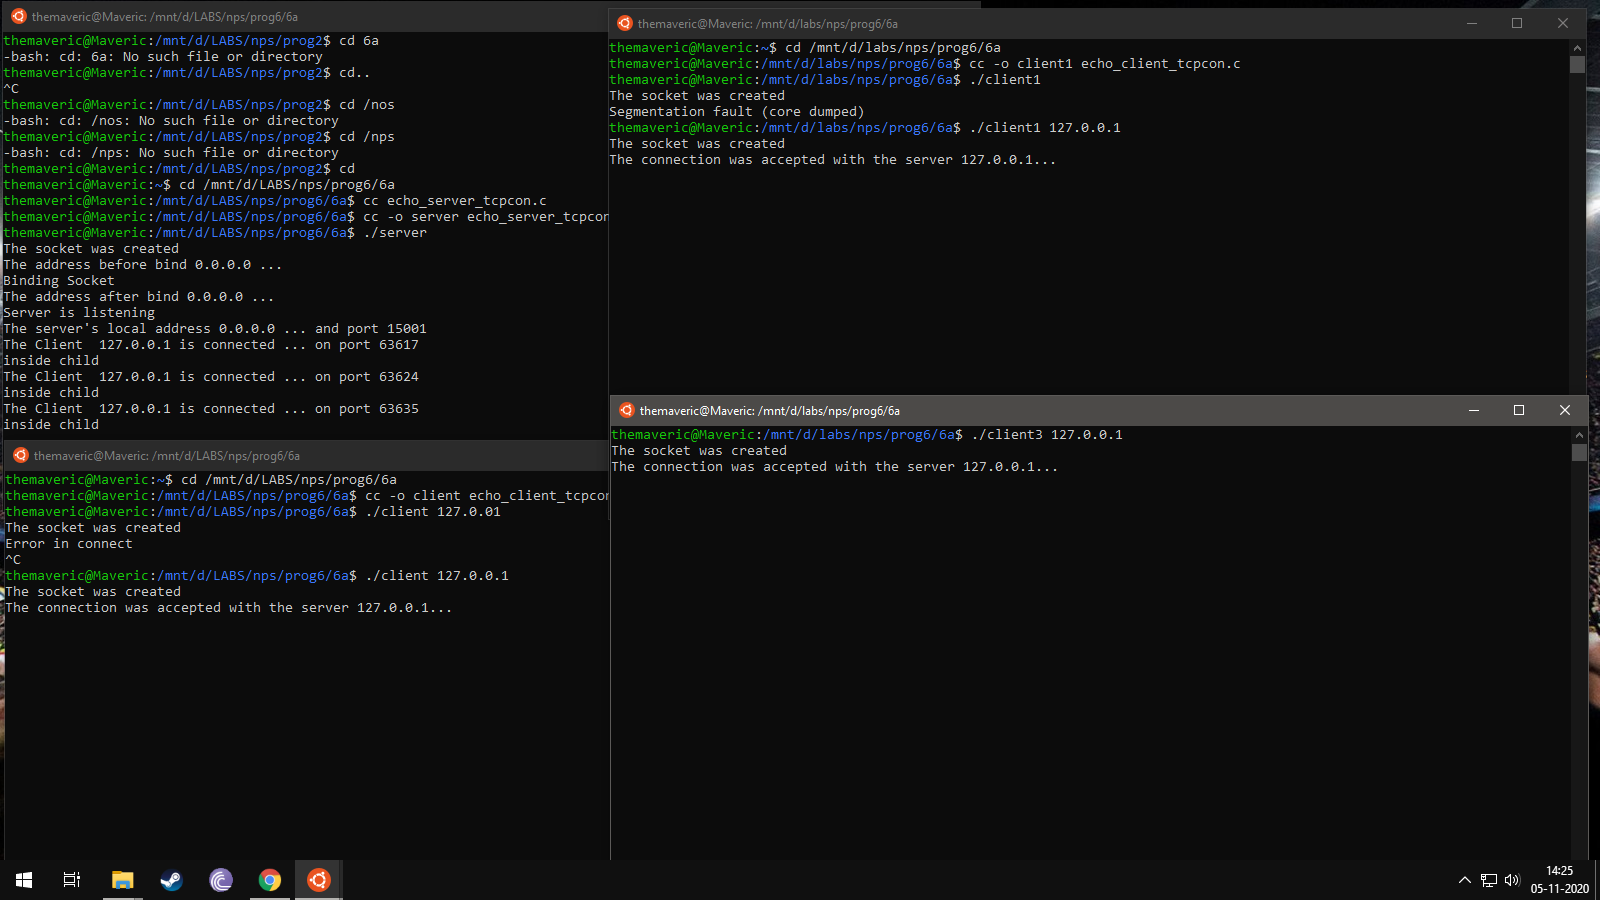 themaveric@Maveric: /mnt/d/LABS/nps/prog6/6a
themaveric@Maveric:/mnt/d/LABS/nps/prog2$ cd 6a
-bash: cd: 6a: No such file or directory
themaveric@Maveric:/mnt/d/LABS/nps/prog2$ cd..
^C
themaveric@Maveric:/mnt/d/LABS/nps/prog2$ cd /nos
-bash: cd: /nos: No such file or directory
themaveric@Maveric:/mnt/d/LABS/nps/prog2$ cd /nps
-bash: cd: /nps: No such file or directory
themaveric@Maveric:/mnt/d/LABS/nps/prog2$ cd
themaveric@Maveric:~$ cd /mnt/d/LABS/nps/prog6/6a
themaveric@Maveric:/mnt/d/LABS/nps/prog6/6a$ cc echo_server_tcpcon.c
themaveric@Maveric:/mnt/d/LABS/nps/prog6/6a$ cc -o server echo_server_tcpcon
themaveric@Maveric:/mnt/d/LABS/nps/prog6/6a$ ./server
The socket was created
The address before bind 0.0.0.0 ...
Binding Socket
The address after bind 0.0.0.0 ...
Server is listening
The server's local address 0.0.0.0 ... and port 15001
The Client  127.0.0.1 is connected ... on port 63617
inside child
The Client  127.0.0.1 is connected ... on port 63624
inside child
The Client  127.0.0.1 is connected ... on port 63635
inside child
themaveric@Maveric: /mnt/d/labs/nps/prog6/6a
themaveric@Maveric:~$ cd /mnt/d/labs/nps/prog6/6a
themaveric@Maveric:/mnt/d/labs/nps/prog6/6a$ cc -o client1 echo_client_tcpcon.c
themaveric@Maveric:/mnt/d/labs/nps/prog6/6a$ ./client1
The socket was created
Segmentation fault (core dumped)
themaveric@Maveric:/mnt/d/labs/nps/prog6/6a$ ./client1 127.0.0.1
The socket was created
The connection was accepted with the server 127.0.0.1...
themaveric@Maveric: /mnt/d/LABS/nps/prog6/6a
themaveric@Maveric:~$ cd /mnt/d/LABS/nps/prog6/6a
themaveric@Maveric:/mnt/d/LABS/nps/prog6/6a$ cc -o client echo_client_tcpcon
themaveric@Maveric:/mnt/d/LABS/nps/prog6/6a$ ./client 127.0.01
The socket was created
Error in connect
^C
themaveric@Maveric:/mnt/d/LABS/nps/prog6/6a$ ./client 127.0.0.1
The socket was created
The connection was accepted with the server 127.0.0.1...
themaveric@Maveric: /mnt/d/labs/nps/prog6/6a
themaveric@Maveric:/mnt/d/labs/nps/prog6/6a$ ./client3 127.0.0.1
The socket was created
The connection was accepted with the server 127.0.0.1...
14:25
05-11-2020